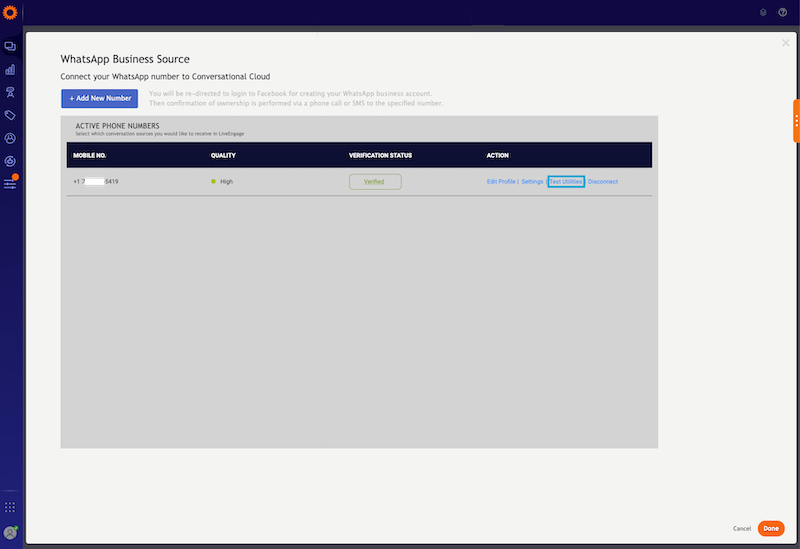 WhatsApp Business Source
Connect your WhatsApp number to Conversational Cloud
+ Add New Number
You will be re-directed to login to Facebook for creating your WhatsApp business account.
Then confirmation of ownership is performed via a phone call or SMS to the specified number.
ACTIVE PHONE NUMBERS
Select which conversation sources you would like to receive in LiveEngage
MOBILE NO. QUALITY VERIFICATION STATUS ACTION
+1 7 5419 High Verified Edit Profile | Settings | Test Utilities | Disconnect
Cancel Done